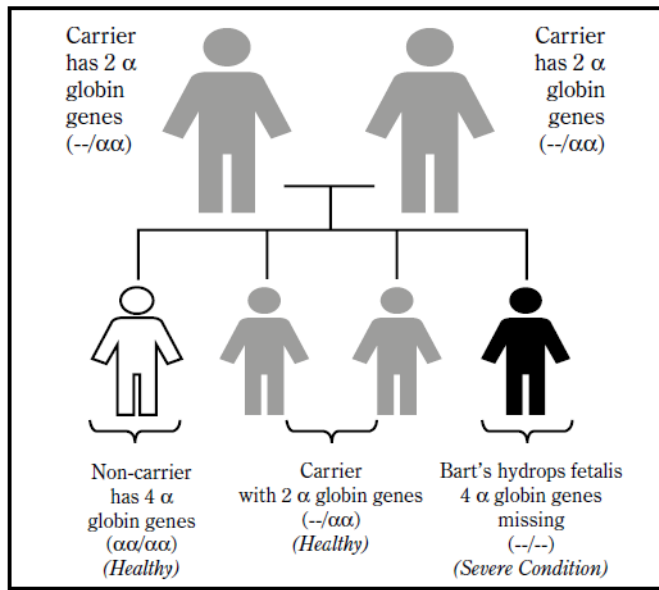 Carrier
has 2 α
globin
genes
(--/αα)
Carrier
has 2 α
globin
genes
(--/αα)
Non-carrier
has 4 α
globin genes
(αα/αα)
(Healthy)
Carrier
with 2 α globin genes
(--/αα)
(Healthy)
Bart's hydrops fetalis
4 α globin genes
missing
(--/--)
(Severe Condition)